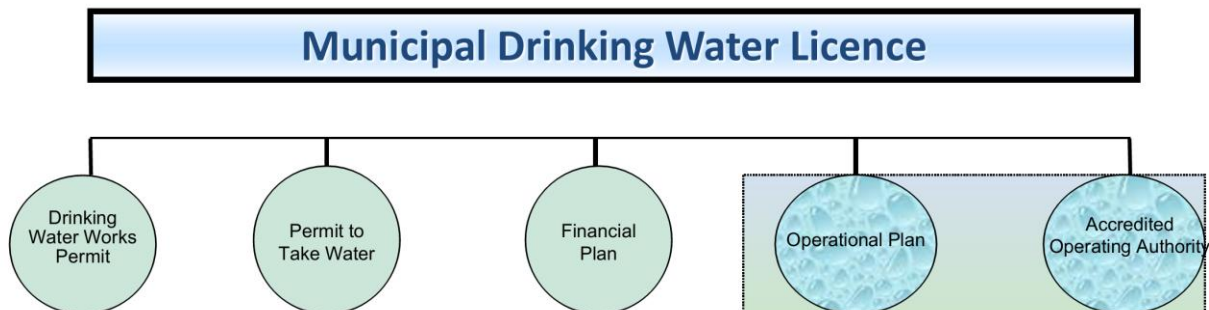 Municipal Drinking Water Licence
Drinking
Water Works
Permit
Permit to
Take Water
Financial
Plan
Operational Plan
Accredited
Operating Authority